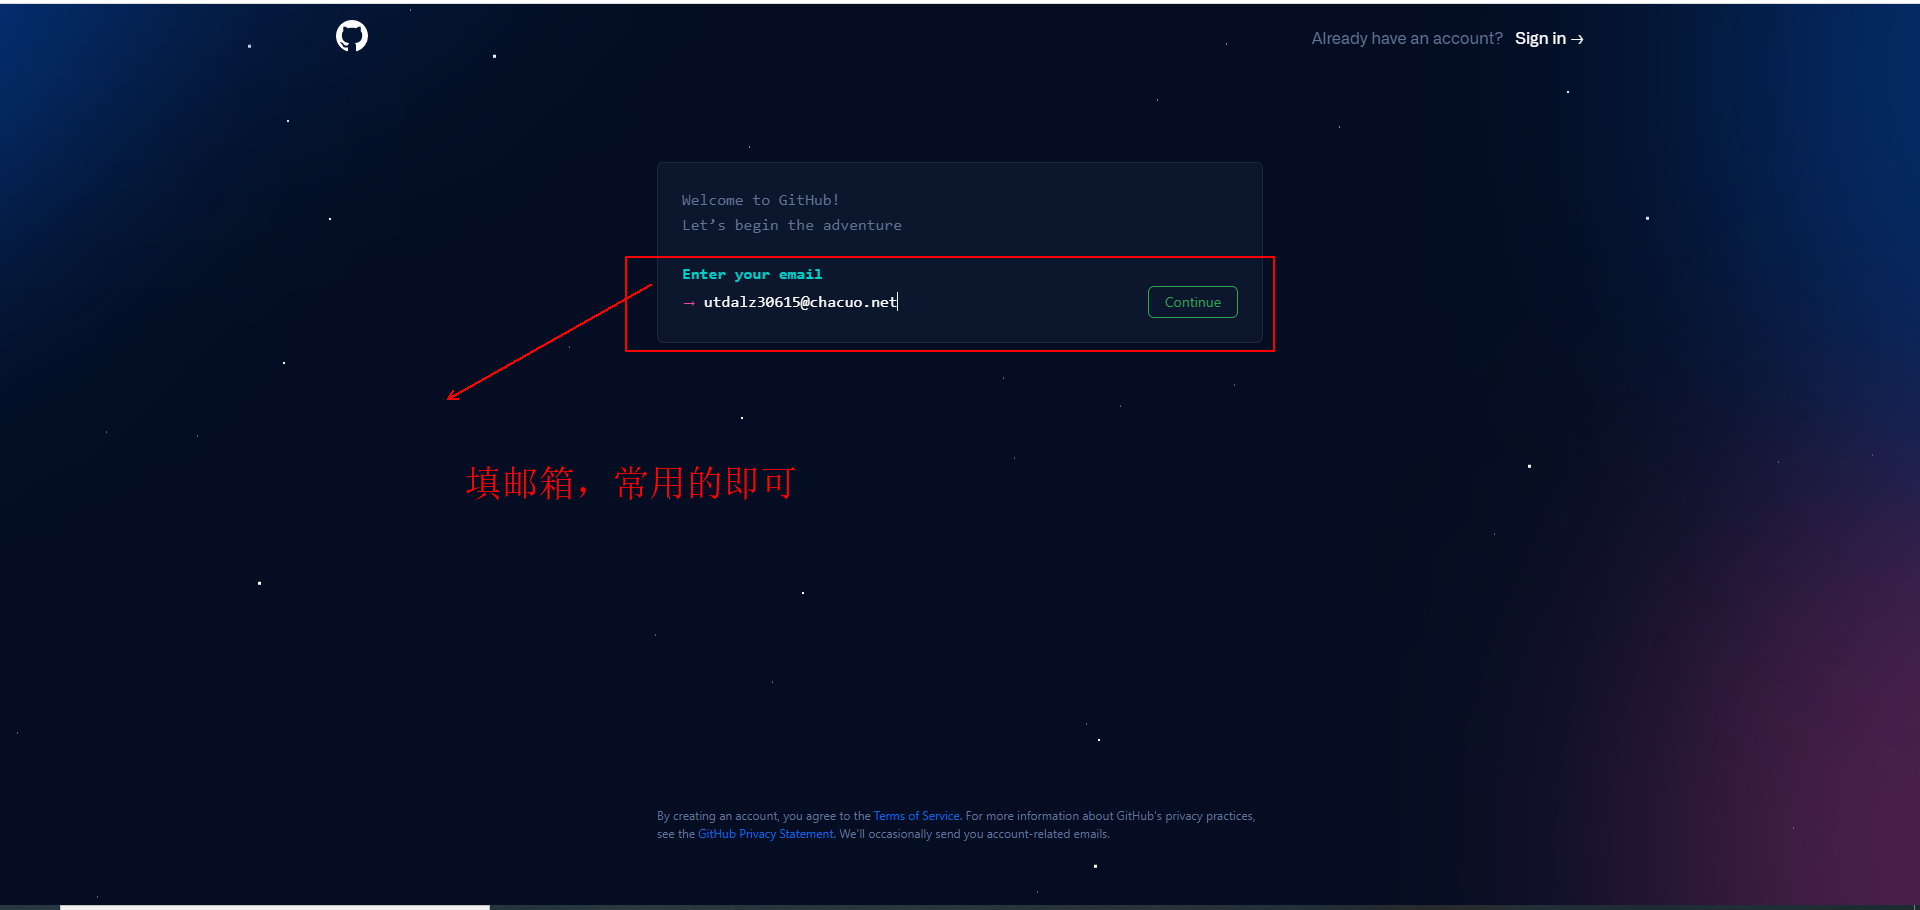 Already have an account? Sign in →
Welcome to GitHub!
Let’s begin the adventure
Enter your email
→ utdalz30615@chacuo.net
Continue
填邮箱，常用的即可
By creating an account, you agree to the Terms of Service. For more information about GitHub's privacy practices,
see the GitHub Privacy Statement. We'll occasionally send you account-related emails.